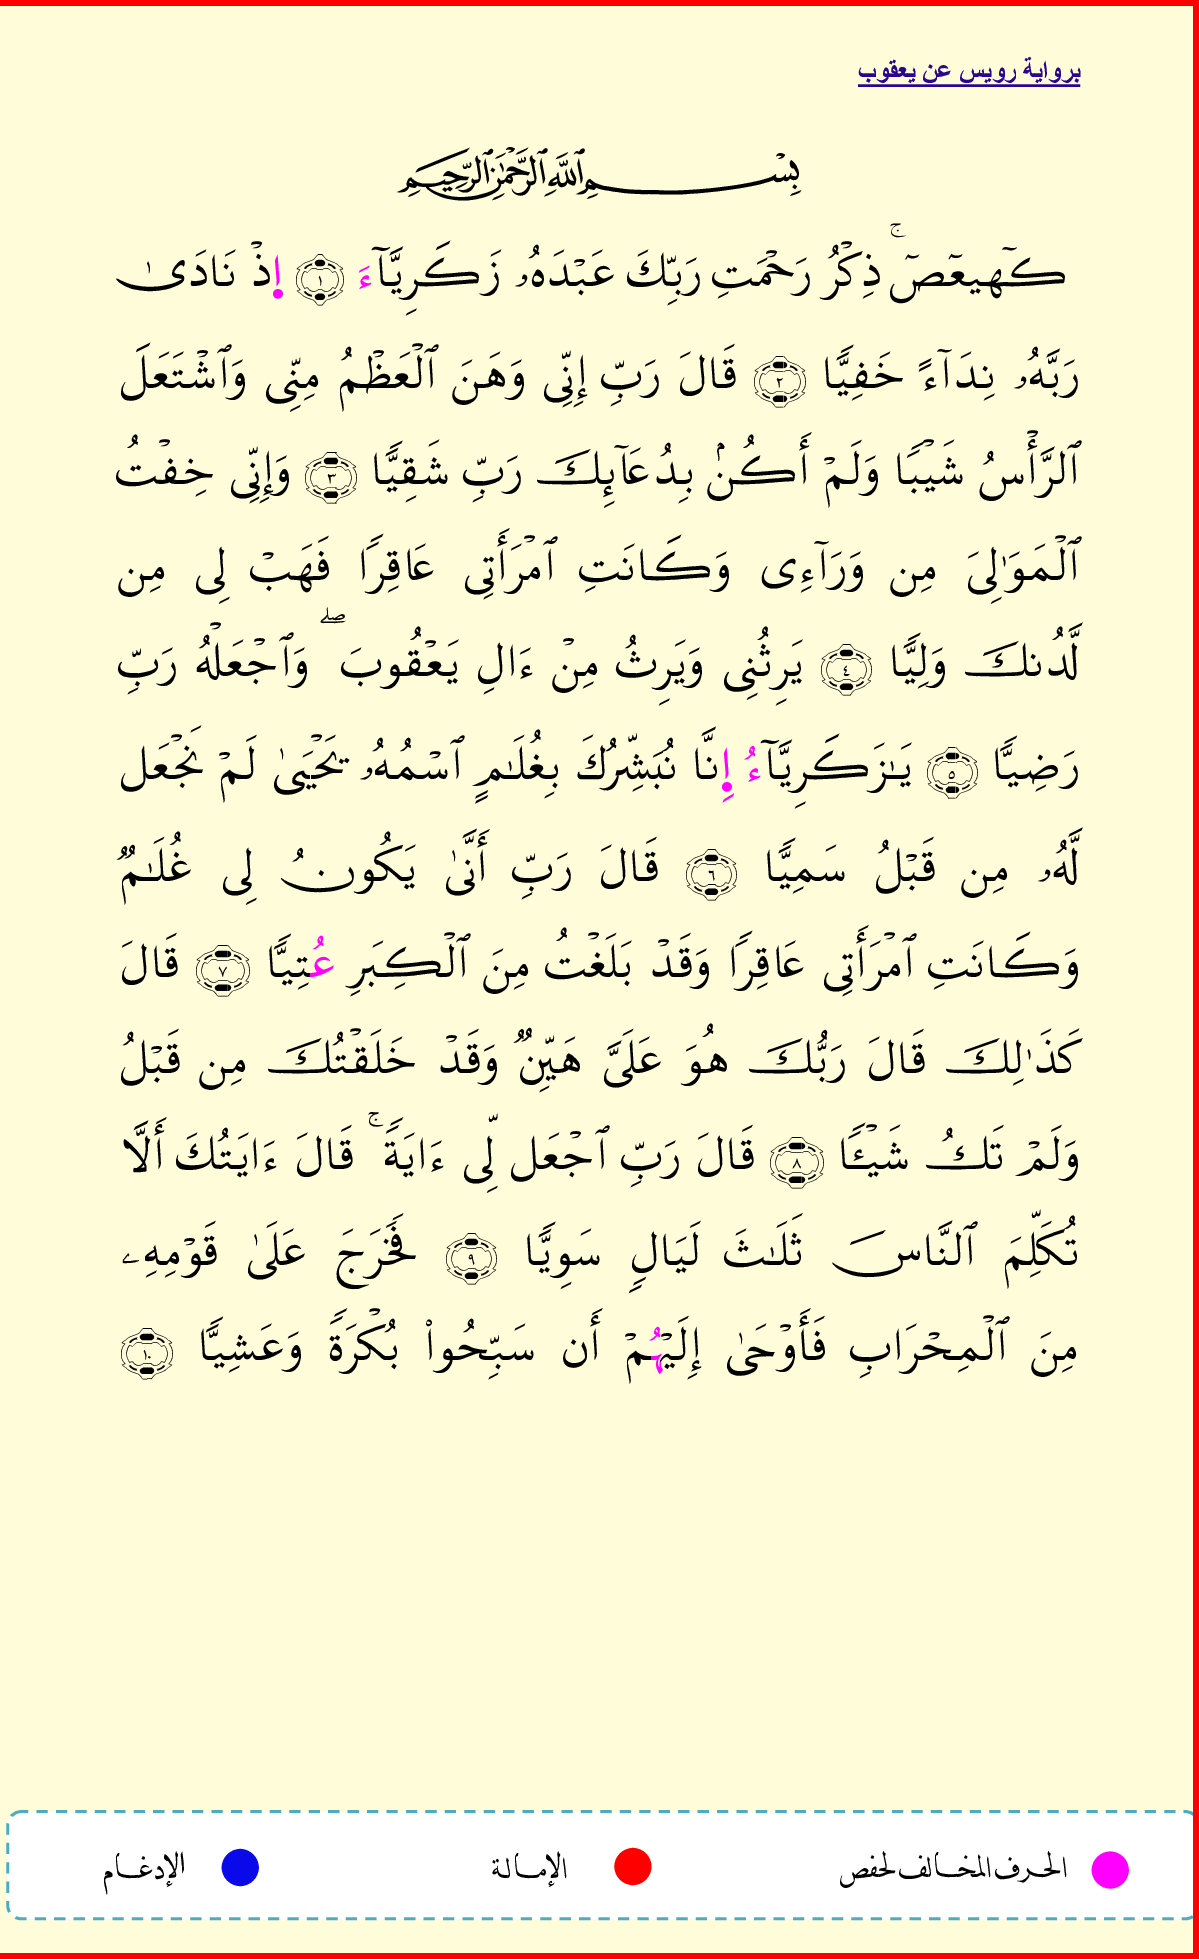 برواية رويس عن يعقوب
بِسْمِ ٱللَّهِ ٱلرَّحْمَٰنِ ٱلرَّحِيمِ
كٓهيعٓصٓ ۚ ذِكْرُ رَحْمَتِ رَبِّكَ عَبْدَهُۥ زَكَرِيَّآءَ ١ إِذْ نَادَىٰ
رَبَّهُۥ نِدَآءً خَفِيًّا ٢ قَالَ رَبِّ إِنِّى وَهَنَ ٱلْعَظْمُ مِنِّى وَٱشْتَعَلَ
ٱلرَّأْسُ شَيْبًا وَلَمْ أَكُنۢ بِدُعَآئِكَ رَبِّ شَقِيًّا ٣ وَإِنِّى خِفْتُ
ٱلْمَوَٰلِىَ مِن وَرَآءِى وَكَانَتِ ٱمْرَأَتِى عَاقِرًا فَهَبْ لِى مِن
لَّدُنكَ وَلِيًّا ٤ يَرِثُنِى وَيَرِثُ مِنْ ءَالِ يَعْقُوبَ ۖ وَٱجْعَلْهُ رَبِّ
رَضِيًّا ٥ يَٰزَكَرِيَّآءُ إِنَّا نُبَشِّرُكَ بِغُلَٰمٍ ٱسْمُهُۥ يَحْيَىٰ لَمْ نَجْعَل
لَّهُۥ مِن قَبْلُ سَمِيًّا ٦ قَالَ رَبِّ أَنَّىٰ يَكُونُ لِى غُلَٰمٌ
وَكَانَتِ ٱمْرَأَتِى عَاقِرًا وَقَدْ بَلَغْتُ مِنَ ٱلْكِبَرِ عُتِيًّا ٧ قَالَ
كَذَٰلِكَ قَالَ رَبُّكَ هُوَ عَلَىَّ هَيِّنٌ وَقَدْ خَلَقْتُكَ مِن قَبْلُ
وَلَمْ تَكُ شَيْـًٔا ٨ قَالَ رَبِّ ٱجْعَل لِّى ءَايَةً ۚ قَالَ ءَايَتُكَ أَلَّا
تُكَلِّمَ ٱلنَّاسَ ثَلَٰثَ لَيَالٍ سَوِيًّا ٩ فَخَرَجَ عَلَىٰ قَوْمِهِۦ
مِنَ ٱلْمِحْرَابِ فَأَوْحَىٰ إِلَيْهُمْ أَن سَبِّحُوا۟ بُكْرَةً وَعَشِيًّا ١٠
الحرف المخالف لحفص الإمالة الإدغام